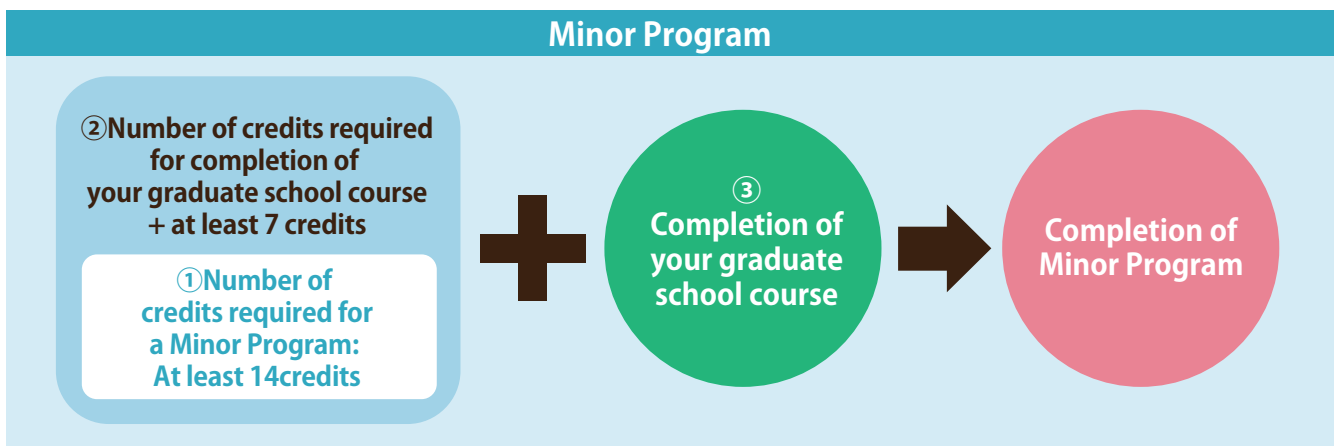 Minor Program
②Number of credits required
for completion of
your graduate school course
+ at least 7 credits
①Number of
credits required for
a Minor Program:
At least 14credits
③
Completion of
your graduate
school course
Completion of
Minor Program